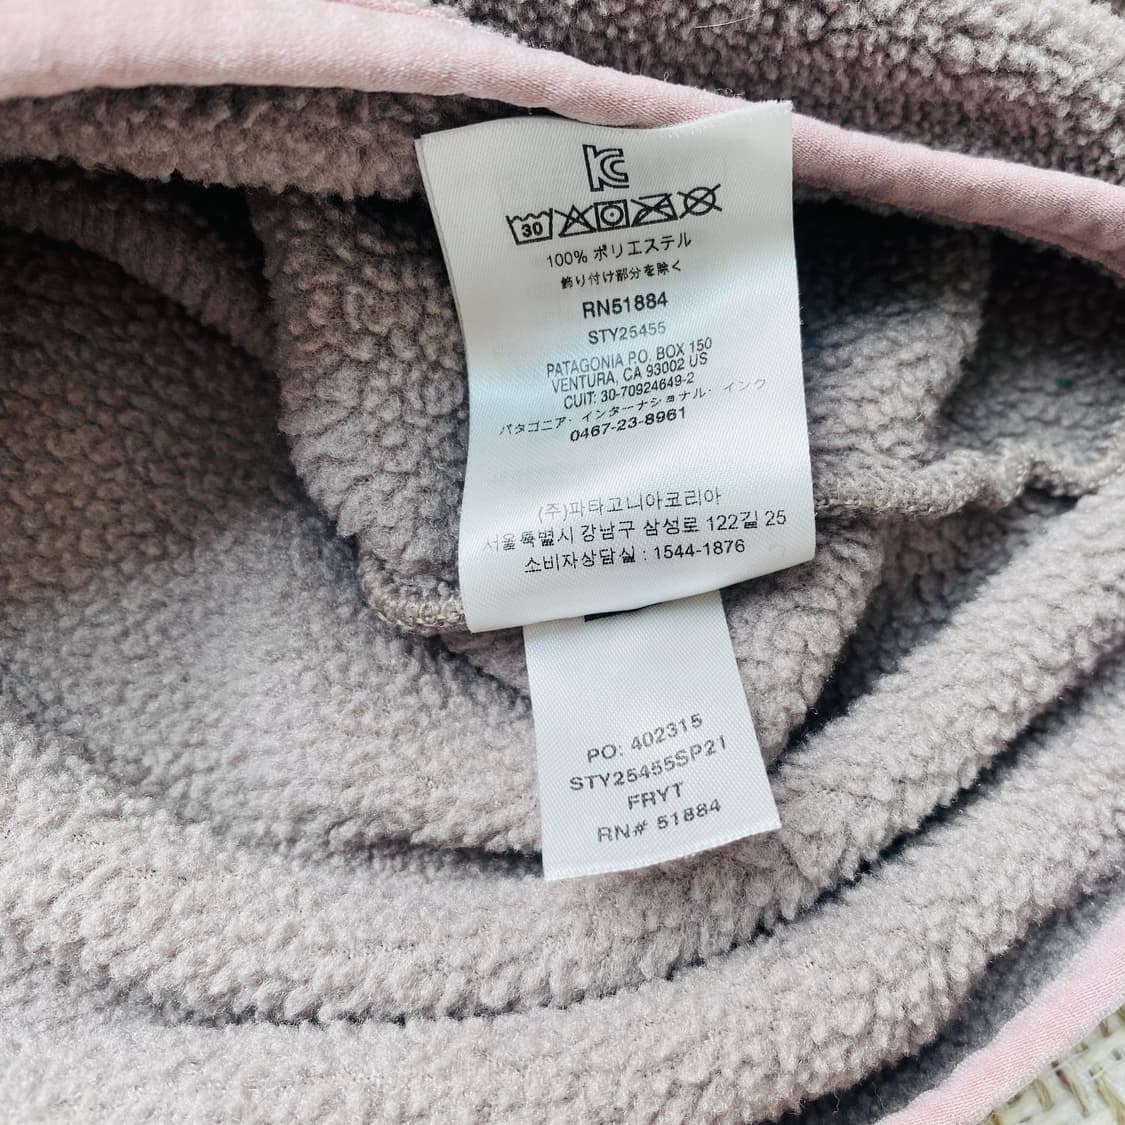 KC
30
100% ポリエステル
飾り付け部分を除く
RN51884
STY25455
PATAGONIA P.O. BOX 150
VENTURA, CA 93002 US
CUIT: 30-70924649-2
パタゴニア・インターナショナル・インク
0467-23-8961
(주)파타고니아코리아
서울특별시 강남구 삼성로 122길 25
소비자상담실 : 1544-1876
PO: 402315
STY25455SP21
FRYT
RN# 51884